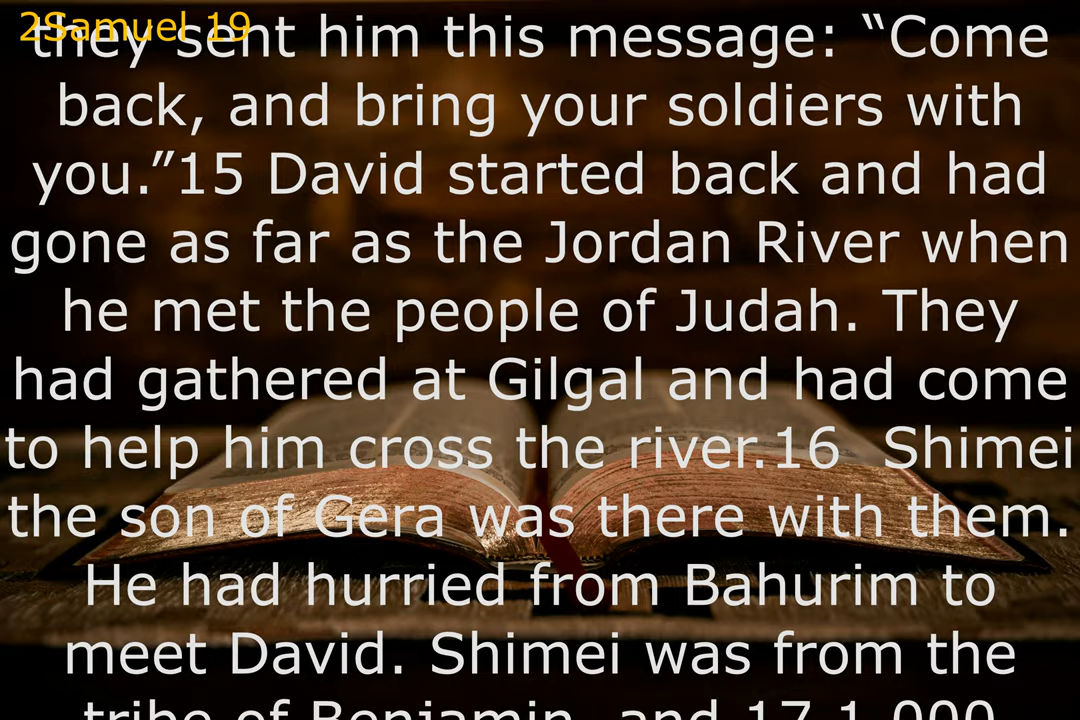 2Samuel 19
they sent him this message: “Come
back, and bring your soldiers with
you.”15 David started back and had
gone as far as the Jordan River when
he met the people of Judah. They
had gathered at Gilgal and had come
to help him cross the river.16  Shimei
the son of Gera was there with them.
He had hurried from Bahurim to
meet David. Shimei was from the
tribe of Benjamin, and 17 1,000